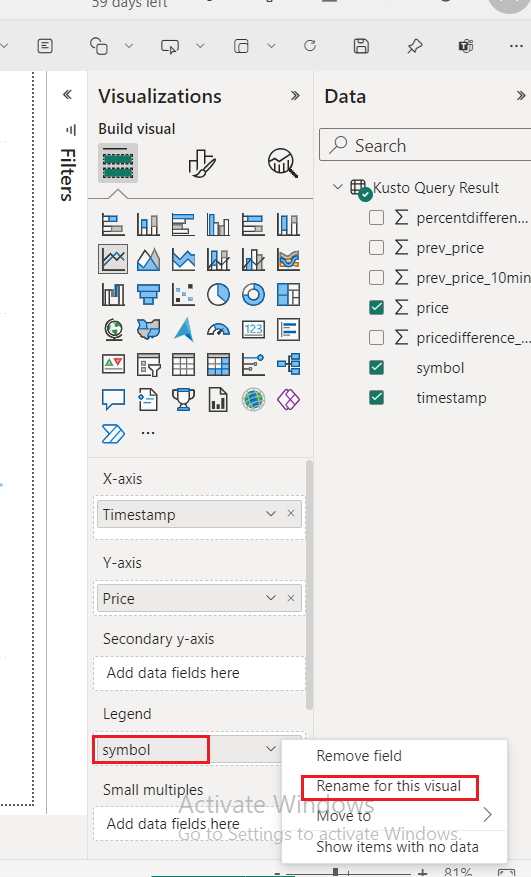 59 days left
Visualizations
Data
Build visual
Search
Filters
Kusto Query Result
percentdifferen...
prev_price
prev_price_10min
price
pricedifference_...
symbol
timestamp
123
X-axis
Timestamp
Y-axis
Price
Secondary y-axis
Add data fields here
Legend
symbol
Remove field
Rename for this visual
Small multiples
Activate Windows
Move to
Add data fields here
Go to Settings to activate Windows.
Show items with no data
81%